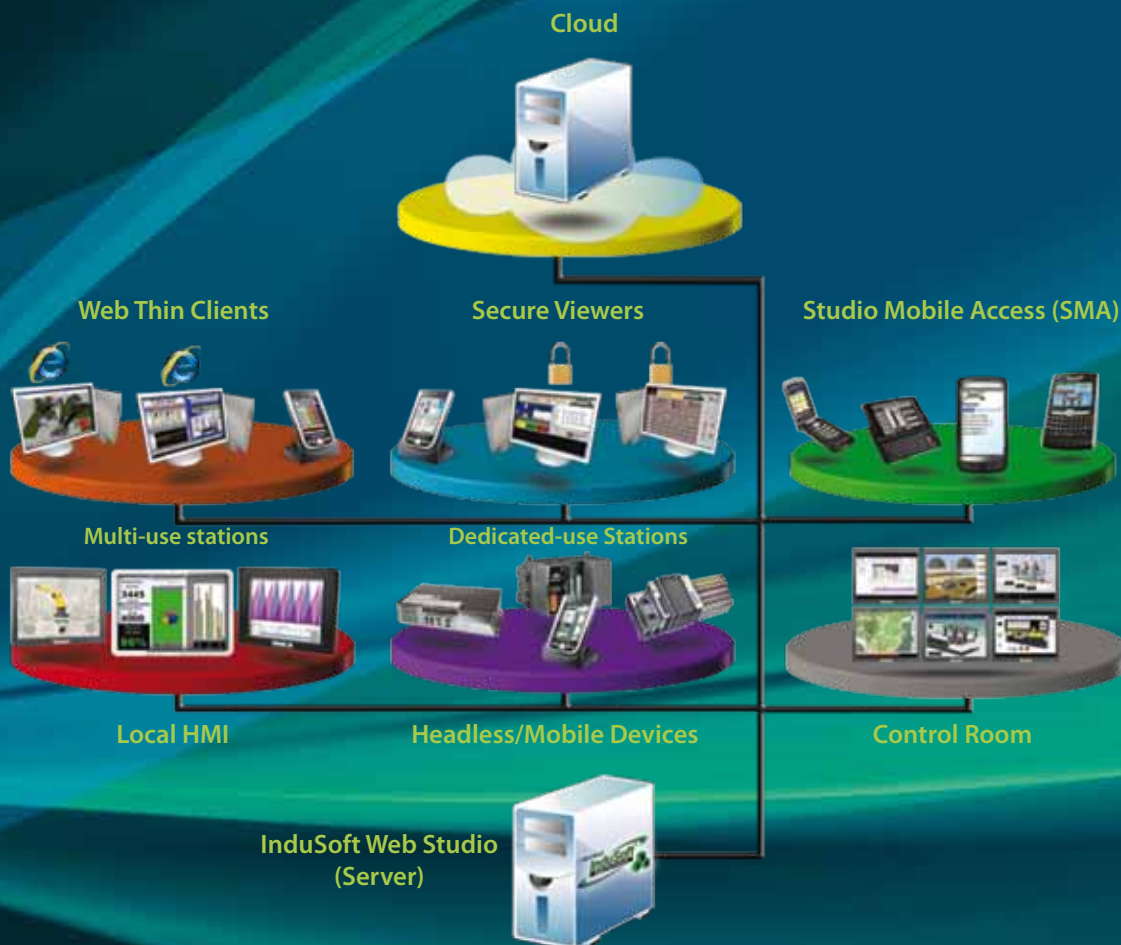 Cloud
Web Thin Clients
Secure Viewers
Studio Mobile Access (SMA)
Multi-use stations
Dedicated-use Stations
Local HMI
Headless/Mobile Devices
Control Room
InduSoft Web Studio
(Server)
InduSoft